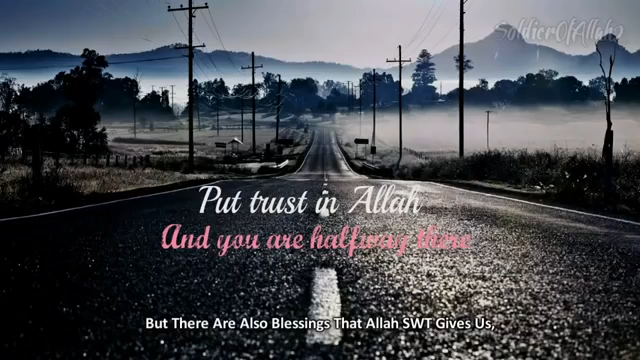 SoldierOfAllah2
Put trust in Allah
And you are halfway there
But There Are Also Blessings That Allah SWT Gives Us,